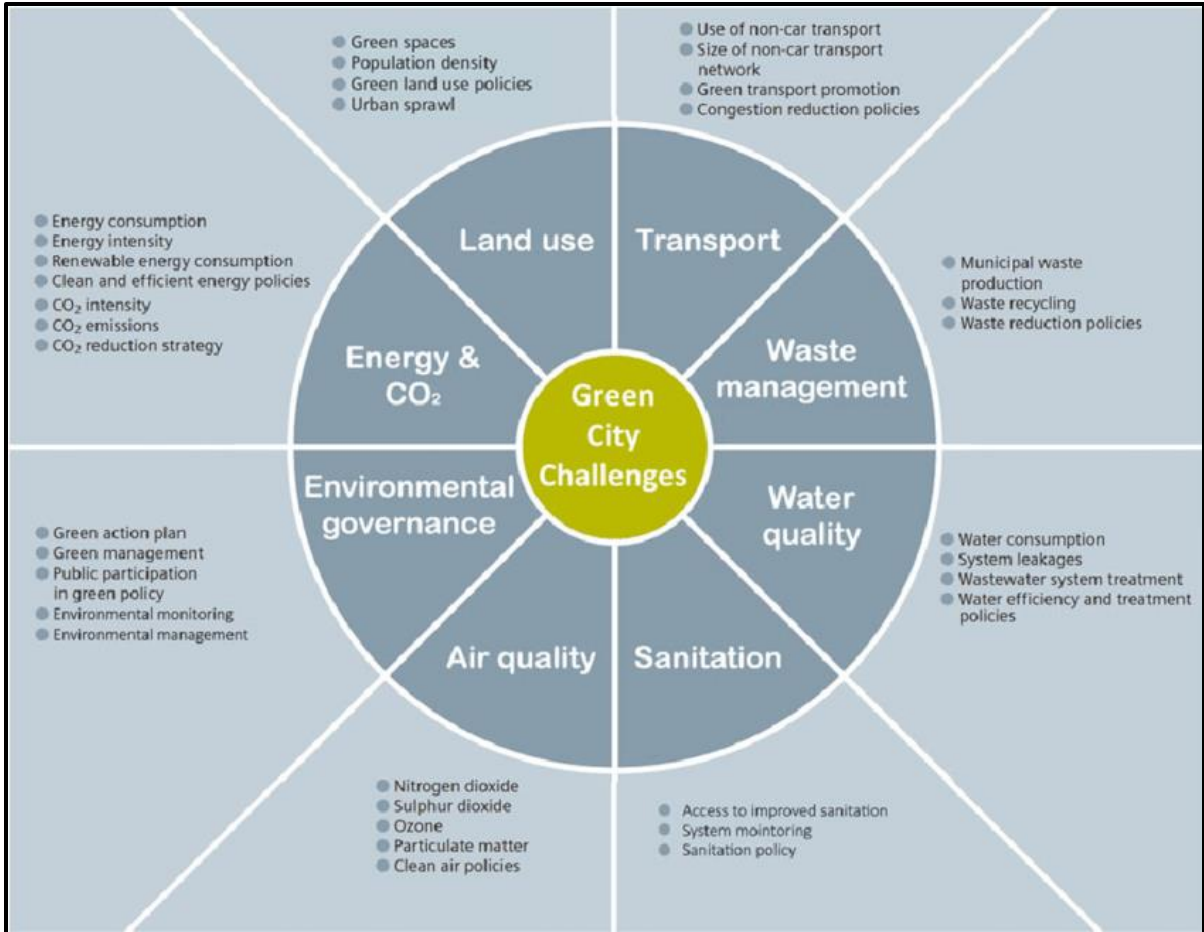 Green spaces
Population density
Green land use policies
Urban sprawl
Use of non-car transport
Size of non-car transport
network
Green transport promotion
Congestion reduction policies
Energy consumption
Energy intensity
Renewable energy consumption
Clean and efficient energy policies
CO₂ intensity
CO₂ emissions
CO₂ reduction strategy
Land use
Transport
Municipal waste
production
Waste recycling
Waste reduction policies
Energy &
CO₂
Green
City
Challenges
Waste
management
Environmental
governance
Water
quality
Green action plan
Green management
Public participation
in green policy
Environmental monitoring
Environmental management
Water consumption
System leakages
Wastewater system treatment
Water efficiency and treatment
policies
Air quality
Sanitation
Nitrogen dioxide
Sulphur dioxide
Ozone
Particulate matter
Clean air policies
Access to improved sanitation
System mointoring
Sanitation policy